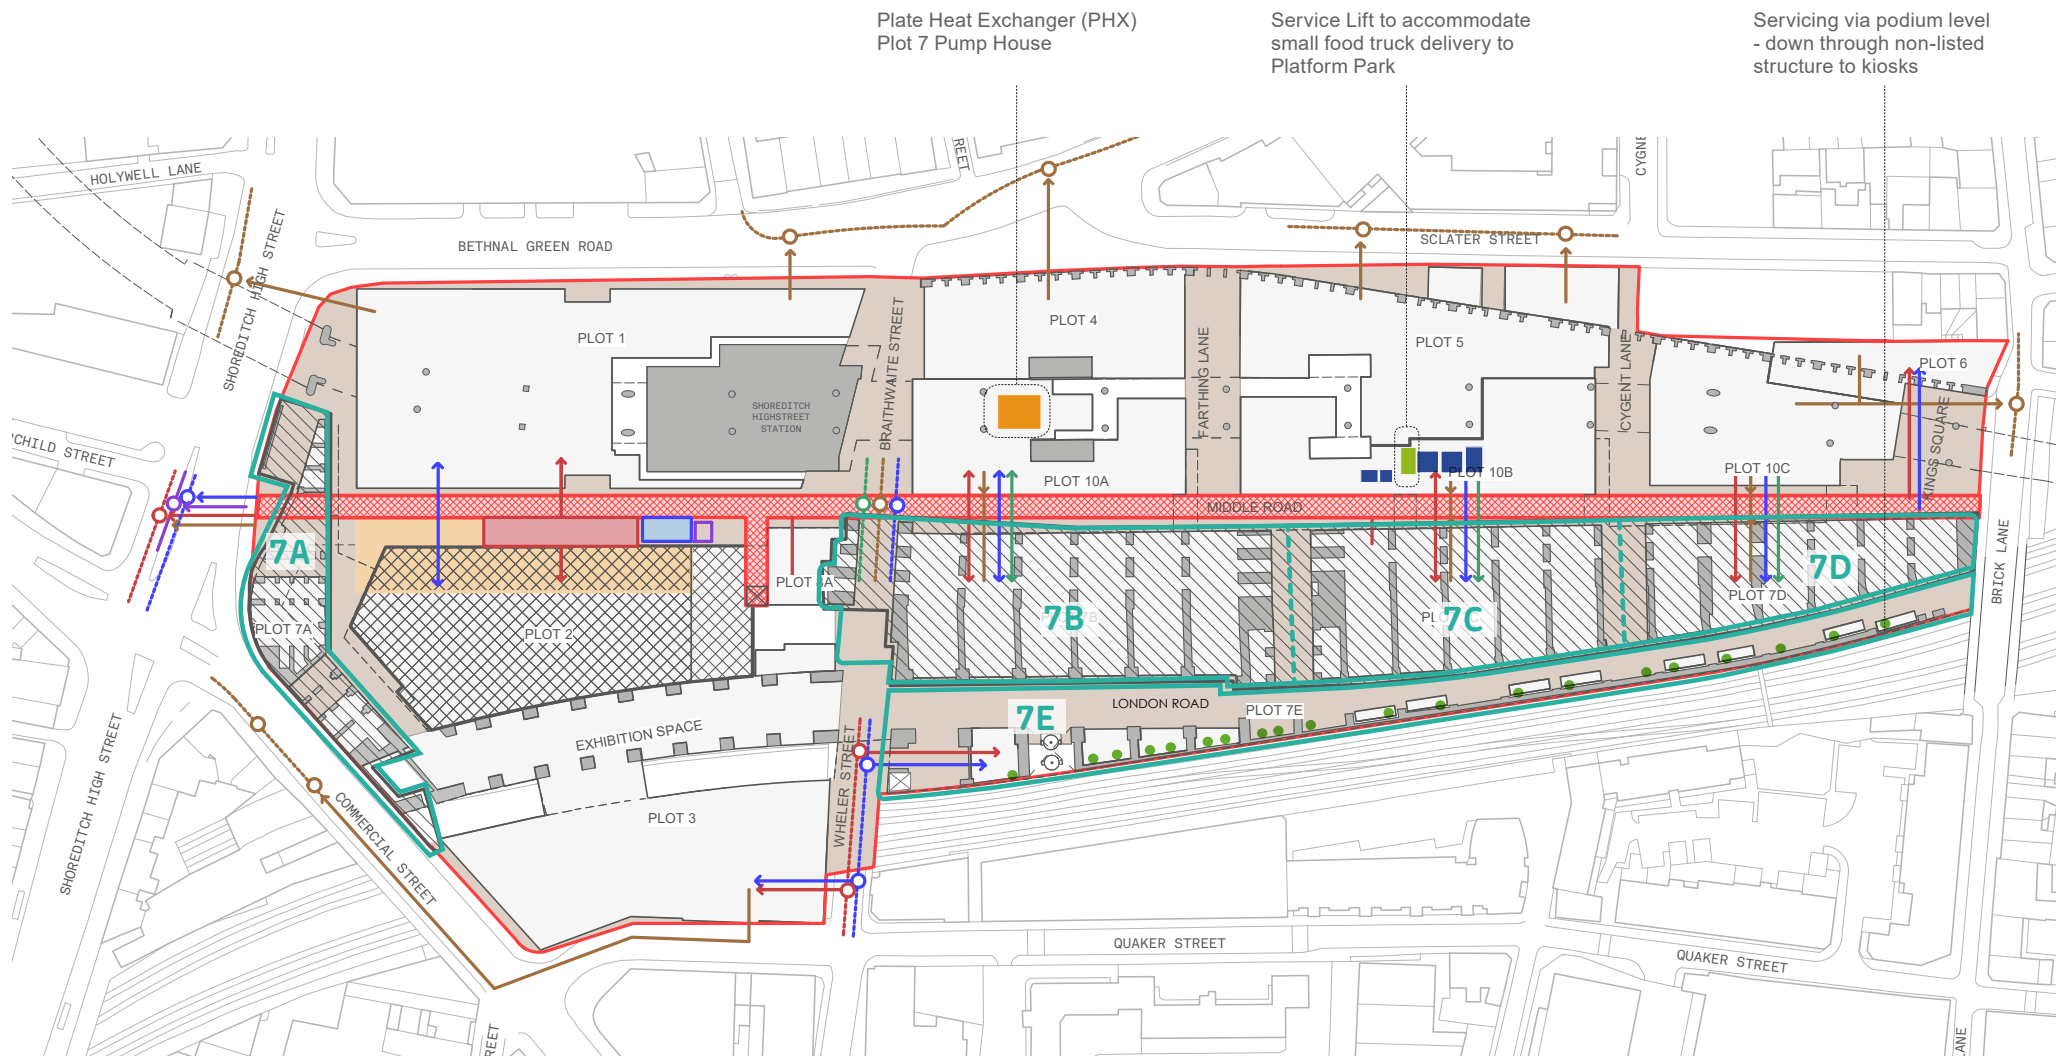 Plate Heat Exchanger (PHX)
Plot 7 Pump House
Service Lift to accommodate
small food truck delivery to
Platform Park
Servicing via podium level
- down through non-listed
structure to kiosks
HOLYWELL LANE
SHOREDITCH HIGH STREET
BETHNAL GREEN ROAD
REET
SCLATER STREET
CYGNE
PLOT 1
SHOREDITCH
HIGHSTREET
STATION
BRAITHWAITE STREET
PLOT 4
FARTHING LANE
PLOT 5
CYGENT LANE
PLOT 6
KINGS SQUARE
CHILD STREET
PLOT 10A
PLOT 10B
PLOT 10C
MIDDLE ROAD
7A
PLOT 7A
PLOT 2
PLOT 8A
7B
7C
7D
PLOT 7D
BRICK LANE
LONDON ROAD
7E
PLOT 7E
EXHIBITION SPACE
WHELER STREET
PLOT 3
SHOREDITCH HIGH STREET
COMMERCIAL STREET
QUAKER STREET
QUAKER STREET
REET
LANE